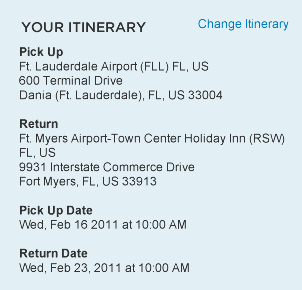 YOUR ITINERARY
Change Itinerary
Pick Up
Ft. Lauderdale Airport (FLL) FL, US
600 Terminal Drive
Dania (Ft. Lauderdale), FL, US 33004
Return
Ft. Myers Airport-Town Center Holiday Inn (RSW)
FL, US
9931 Interstate Commerce Drive
Fort Myers, FL, US 33913
Pick Up Date
Wed, Feb 16 2011 at 10:00 AM
Return Date
Wed, Feb 23, 2011 at 10:00 AM